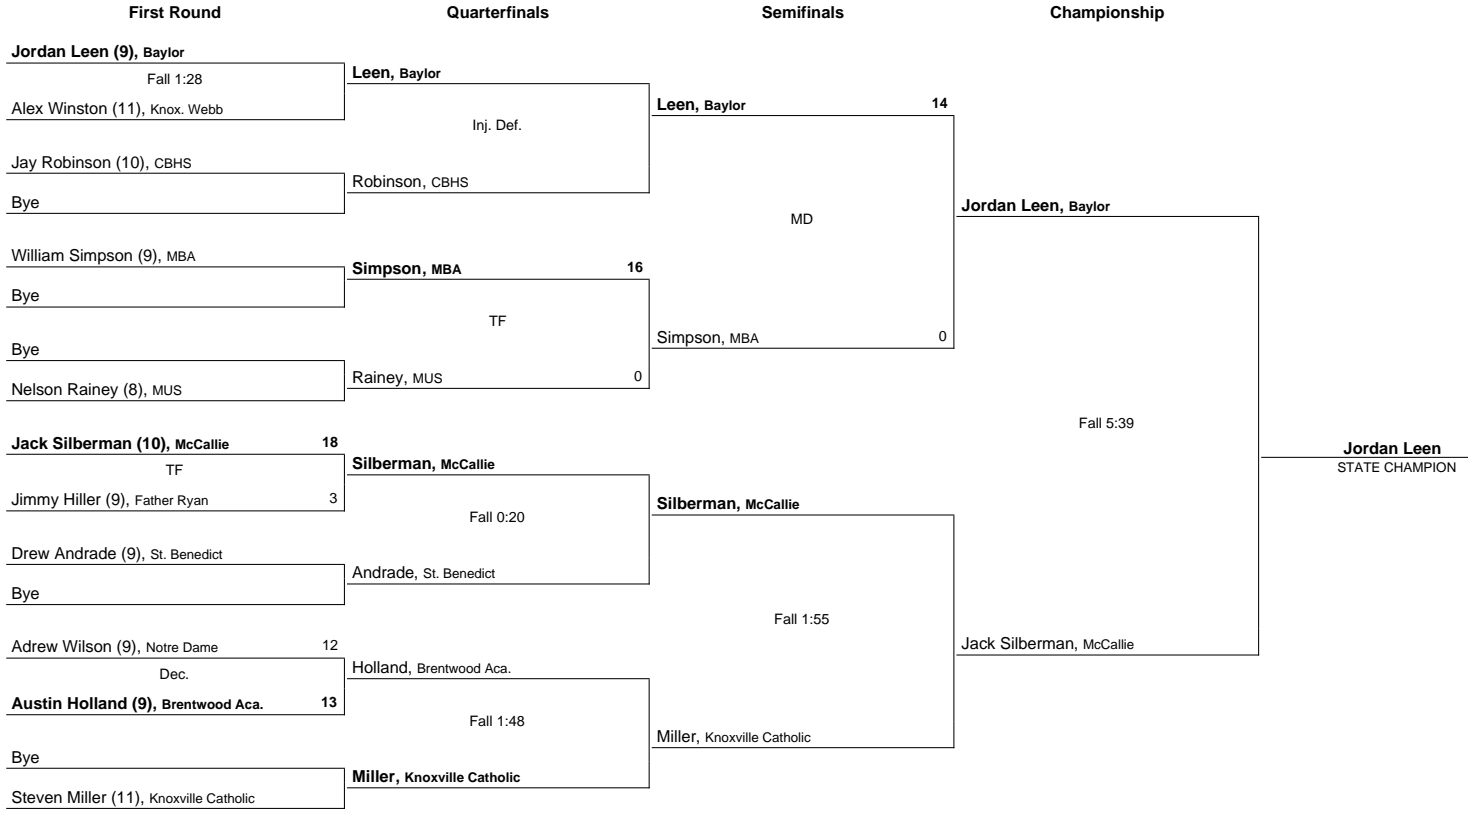 First Round
Quarterfinals
Semifinals
Championship
Jordan Leen (9), Baylor
Fall 1:28
Alex Winston (11), Knox. Webb
Jay Robinson (10), CBHS
Bye
William Simpson (9), MBA
Bye
Bye
Nelson Rainey (8), MUS
Jack Silberman (10), McCallie 18
TF
Jimmy Hiller (9), Father Ryan 3
Drew Andrade (9), St. Benedict
Bye
Adrew Wilson (9), Notre Dame 12
Dec.
Austin Holland (9), Brentwood Aca. 13
Bye
Steven Miller (11), Knoxville Catholic
Leen, Baylor
Inj. Def.
Robinson, CBHS
Simpson, MBA 16
TF
Rainey, MUS 0
Silberman, McCallie
Fall 0:20
Andrade, St. Benedict
Holland, Brentwood Aca.
Fall 1:48
Miller, Knoxville Catholic
Leen, Baylor 14
MD
Simpson, MBA 0
Silberman, McCallie
Fall 1:55
Miller, Knoxville Catholic
Jordan Leen, Baylor
Fall 5:39
Jack Silberman, McCallie
Jordan Leen
STATE CHAMPION